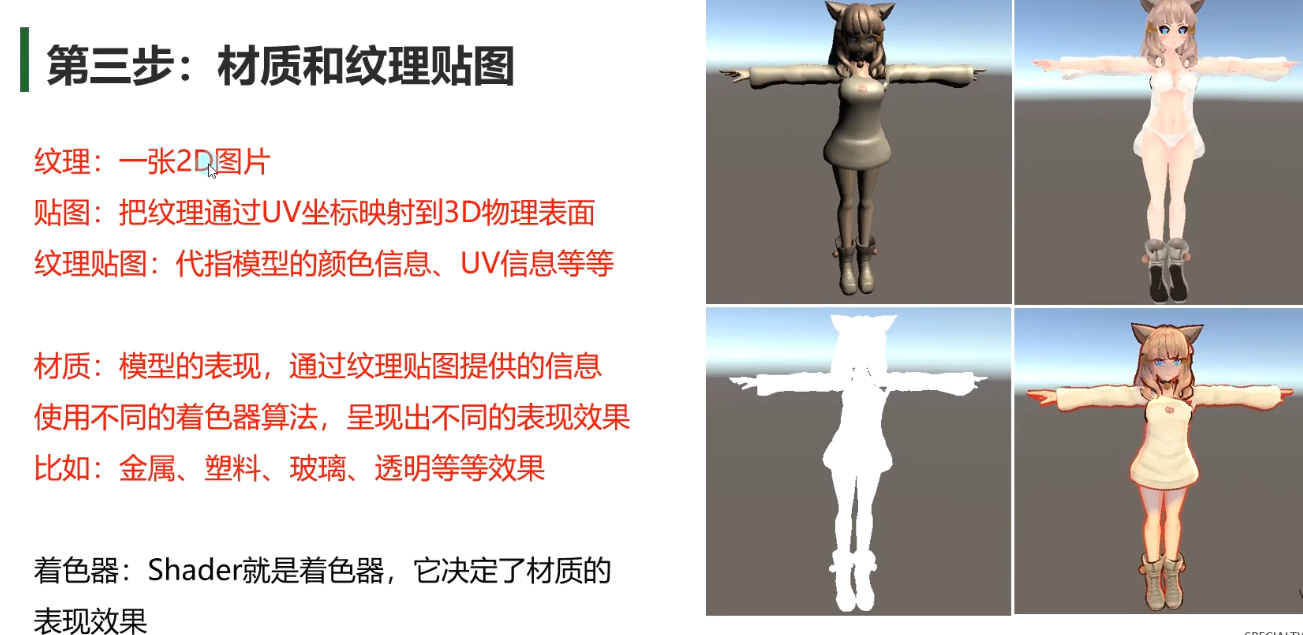 第三步：材质和纹理贴图
纹理：一张2D图片
贴图：把纹理通过UV坐标映射到3D物理表面
纹理贴图：代指模型的颜色信息、UV信息等等
材质：模型的表现，通过纹理贴图提供的信息
使用不同的着色器算法，呈现出不同的表现效果
比如：金属、塑料、玻璃、透明等等效果
着色器：Shader就是着色器，它决定了材质的
表现效果